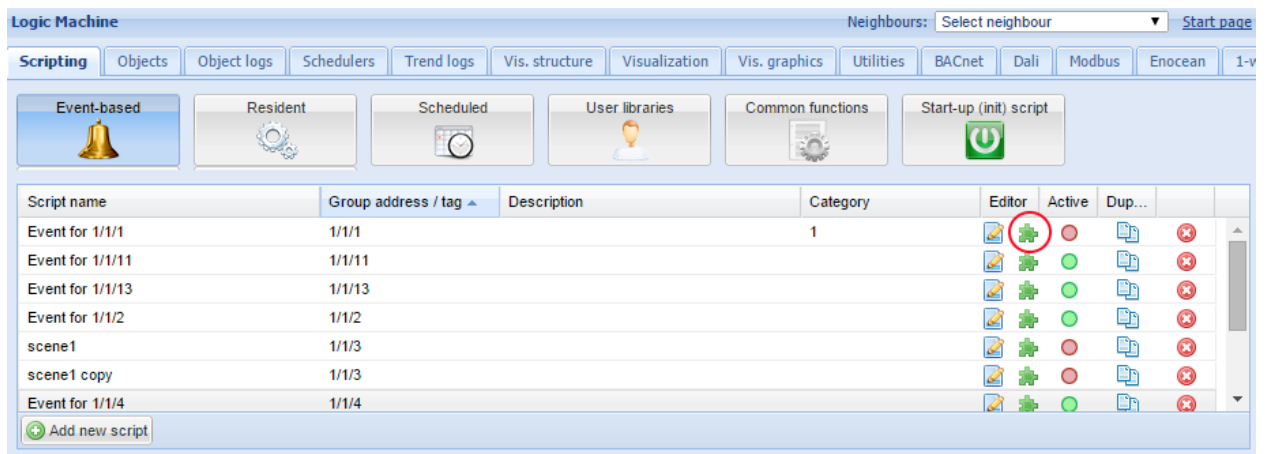 Logic Machine Neighbours: Select neighbour Start page
Scripting Objects Object logs Schedulers Trend logs Vis. structure Visualization Vis. graphics Utilities BACnet Dali Modbus Enocean 1-w
Event-based Resident Scheduled User libraries Common functions Start-up (init) script
Script name Group address / tag Description Category Editor Active Dup...
Event for 1/1/1 1/1/1 1
Event for 1/1/11 1/1/11
Event for 1/1/13 1/1/13
Event for 1/1/2 1/1/2
scene1 1/1/3
scene1 copy 1/1/3
Event for 1/1/4 1/1/4
Add new script